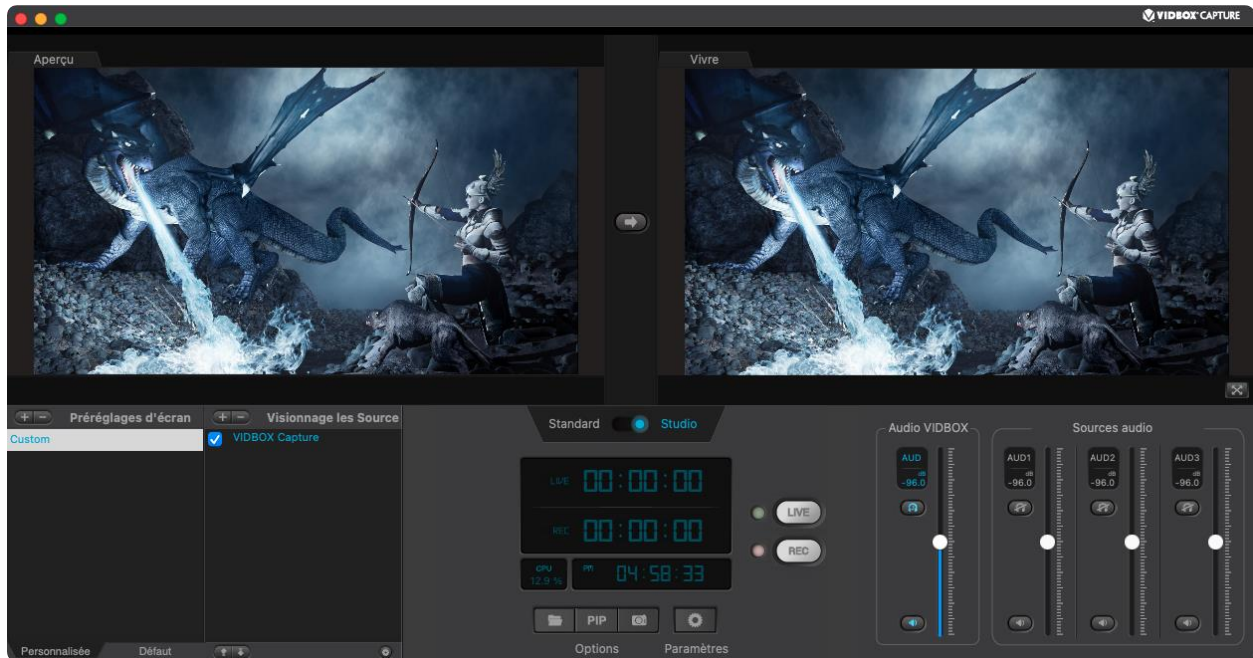 VIDBOX CAPTURE
Aperçu
Vivre
+ - Préréglages d'écran
+ - Visionnage les Source
Custom
VIDBOX Capture
Standard Studio
LIVE 00:00:00
REC 00:00:00
CPU
12.9 %
PM 04:58:33
LIVE
REC
PIP
Options Paramètres
Audio VIDBOX
Sources audio
AUD AUD1 AUD2 AUD3
dB dB dB dB
-96.0 -96.0 -96.0 -96.0
Personnalisée Défaut